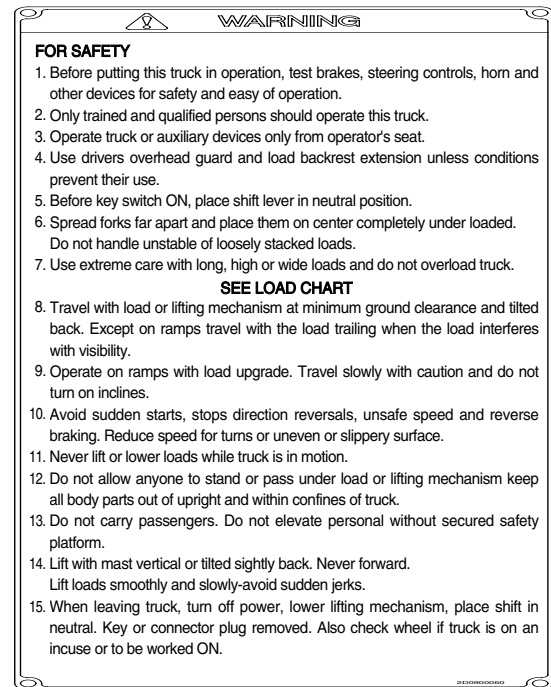 WARNING
FOR SAFETY
1. Before putting this truck in operation, test brakes, steering controls, horn and
other devices for safety and easy of operation.
2. Only trained and qualified persons should operate this truck.
3. Operate truck or auxiliary devices only from operator's seat.
4. Use drivers overhead guard and load backrest extension unless conditions
prevent their use.
5. Before key switch ON, place shift lever in neutral position.
6. Spread forks far apart and place them on center completely under loaded.
Do not handle unstable of loosely stacked loads.
7. Use extreme care with long, high or wide loads and do not overload truck.
SEE LOAD CHART
8. Travel with load or lifting mechanism at minimum ground clearance and tilted
back. Except on ramps travel with the load trailing when the load interferes
with visibility.
9. Operate on ramps with load upgrade. Travel slowly with caution and do not
turn on inclines.
10. Avoid sudden starts, stops direction reversals, unsafe speed and reverse
braking. Reduce speed for turns or uneven or slippery surface.
11. Never lift or lower loads while truck is in motion.
12. Do not allow anyone to stand or pass under load or lifting mechanism keep
all body parts out of upright and within confines of truck.
13. Do not carry passengers. Do not elevate personal without secured safety
platform.
14. Lift with mast vertical or tilted sightly back. Never forward.
Lift loads smoothly and slowly-avoid sudden jerks.
15. When leaving truck, turn off power, lower lifting mechanism, place shift in
neutral. Key or connector plug removed. Also check wheel if truck is on an
incuse or to be worked ON.
2D0900060